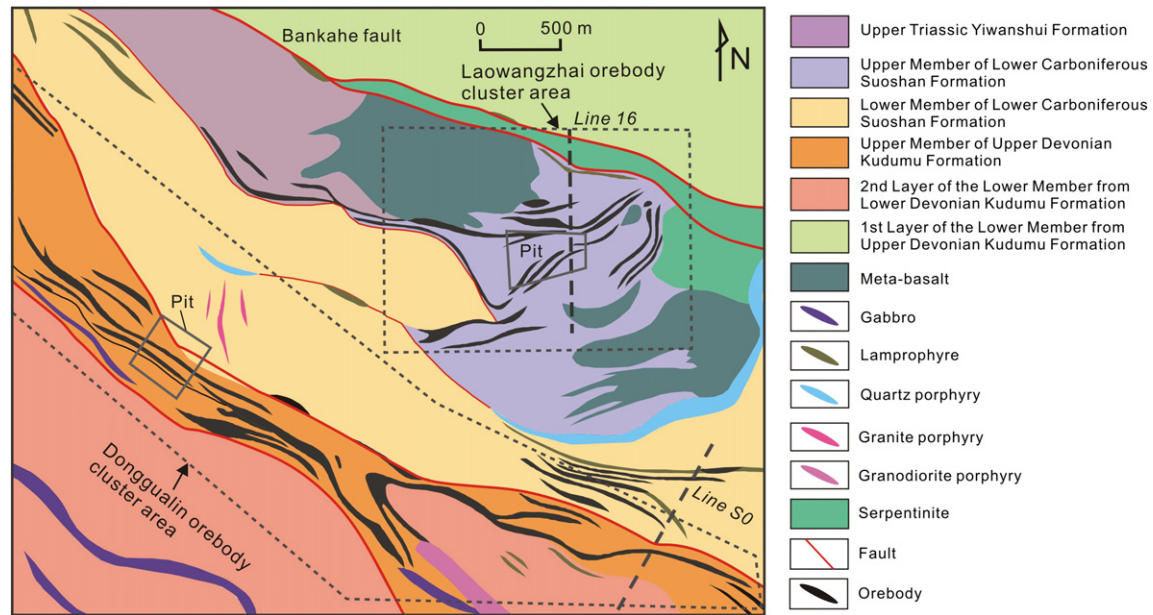 Bankahe fault
0 500 m
N
Laowangzhai orebody
cluster area
Line 16
Pit
Pit
Donggualin orebody
cluster area
Line S0
Upper Triassic Yiwanshui Formation
Upper Member of Lower Carboniferous
Suoshan Formation
Lower Member of Lower Carboniferous
Suoshan Formation
Upper Member of Upper Devonian
Kudumu Formation
2nd Layer of the Lower Member from
Lower Devonian Kudumu Formation
1st Layer of the Lower Member from
Upper Devonian Kudumu Formation
Meta-basalt
Gabbro
Lamprophyre
Quartz porphyry
Granite porphyry
Granodiorite porphyry
Serpentinite
Fault
Orebody